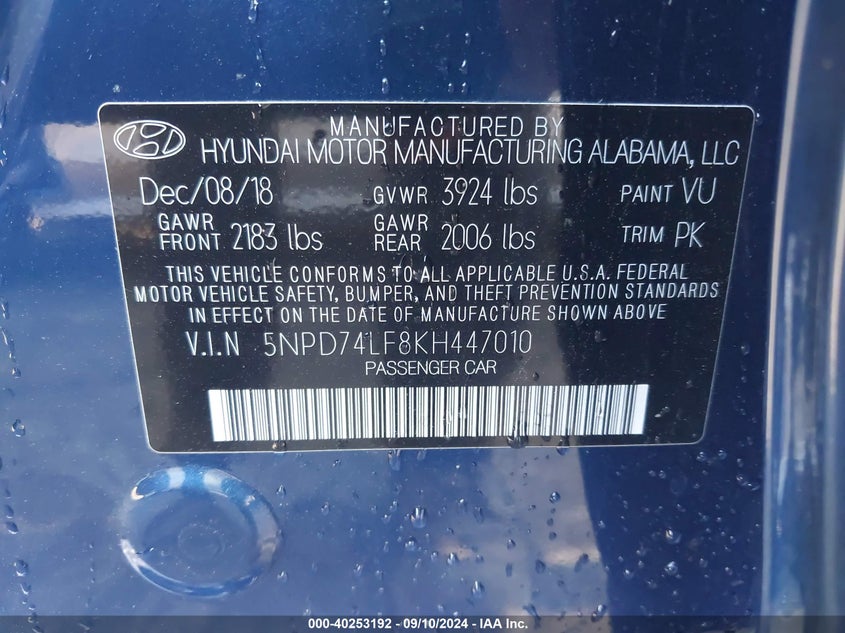 MANUFACTURED BY
HYUNDAI MOTOR MANUFACTURING ALABAMA, LLC
Dec/08/18 GVWR 3924 lbs PAINT VU
GAWR FRONT 2183 lbs GAWR REAR 2006 lbs TRIM PK
THIS VEHICLE CONFORMS TO ALL APPLICABLE U.S.A. FEDERAL
MOTOR VEHICLE SAFETY, BUMPER, AND THEFT PREVENTION STANDARDS
IN EFFECT ON THE DATE OF MANUFACTURE SHOWN ABOVE.
V.I.N 5NPD74LF8KH447010
PASSENGER CAR
000-40253192 - 09/10/2024 - IAA Inc.